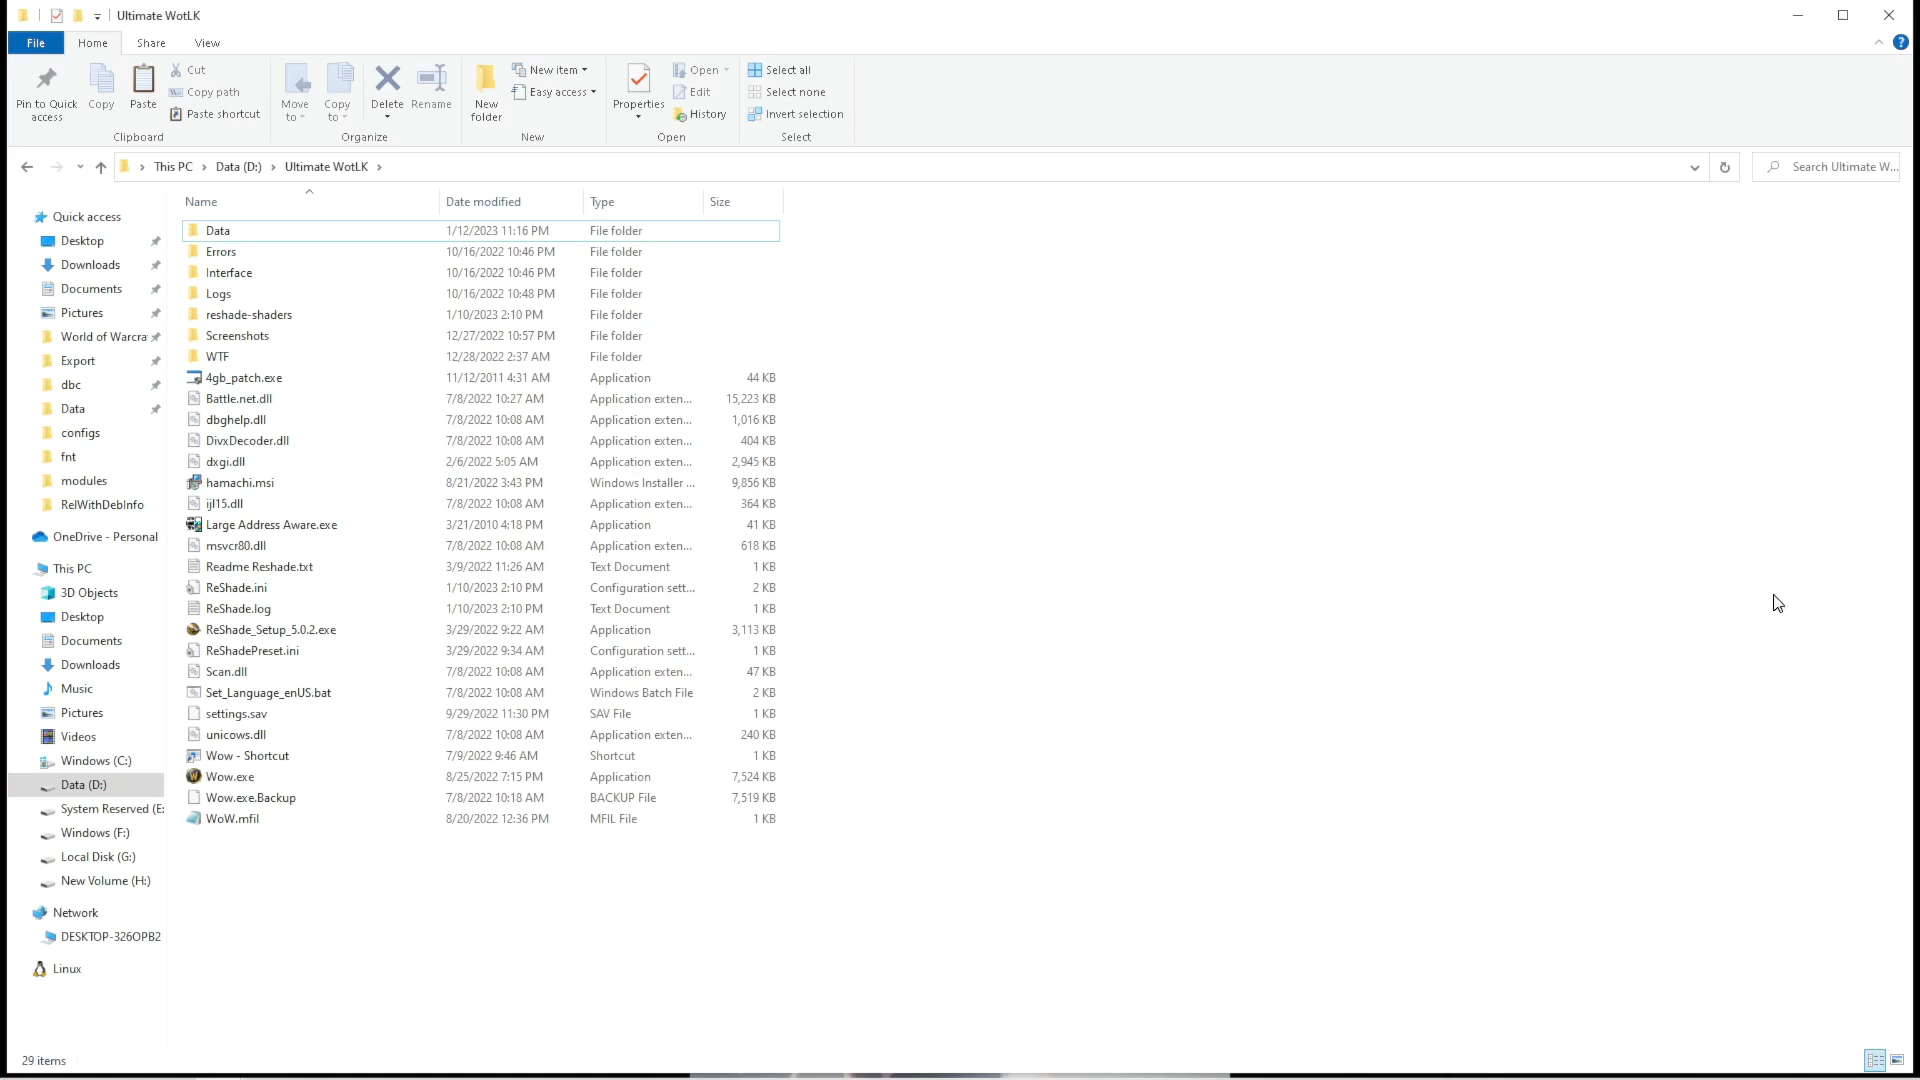 Ultimate WotLK
File Home Share View
Pin to Quick access
Copy
Paste
Cut
Copy path
Paste shortcut
Clipboard
Move to
Copy to
Delete
Rename
Organize
New folder
New item
Easy access
New
Properties
Open
Edit
History
Open
Select all
Select none
Invert selection
Select
This PC > Data (D:) > Ultimate WotLK >
Search Ultimate W...
Quick access
Desktop
Downloads
Documents
Pictures
World of Warcra
Export
dbc
Data
configs
fnt
modules
RelWithDebInfo
OneDrive - Personal
This PC
3D Objects
Desktop
Documents
Downloads
Music
Pictures
Videos
Windows (C:)
Data (D:)
System Reserved (E:
Windows (F:)
Local Disk (G:)
New Volume (H:)
Network
DESKTOP-326OPB2
Linux
Name Date modified Type Size
Data 1/12/2023 11:16 PM File folder
Errors 10/16/2022 10:46 PM File folder
Interface 10/16/2022 10:46 PM File folder
Logs 10/16/2022 10:48 PM File folder
reshade-shaders 1/10/2023 2:10 PM File folder
Screenshots 12/27/2022 10:57 PM File folder
WTF 12/28/2022 2:37 AM File folder
4gb_patch.exe 11/12/2011 4:31 AM Application 44 KB
Battle.net.dll 7/8/2022 10:27 AM Application exten... 15,223 KB
dbghelp.dll 7/8/2022 10:08 AM Application exten... 1,016 KB
DivxDecoder.dll 7/8/2022 10:08 AM Application exten... 404 KB
dxgi.dll 2/6/2022 5:05 AM Application exten... 2,945 KB
hamachi.msi 8/21/2022 3:43 PM Windows Installer ... 9,856 KB
ijl15.dll 7/8/2022 10:08 AM Application exten... 364 KB
Large Address Aware.exe 3/21/2010 4:18 PM Application 41 KB
msvcr80.dll 7/8/2022 10:08 AM Application exten... 618 KB
Readme Reshade.txt 3/9/2022 11:26 AM Text Document 1 KB
ReShade.ini 1/10/2023 2:10 PM Configuration sett... 2 KB
ReShade.log 1/10/2023 2:10 PM Text Document 1 KB
ReShade_Setup_5.0.2.exe 3/29/2022 9:22 AM Application 3,113 KB
ReShadePreset.ini 3/29/2022 9:34 AM Configuration sett... 1 KB
Scan.dll 7/8/2022 10:08 AM Application exten... 47 KB
Set_Language_enUS.bat 7/8/2022 10:08 AM Windows Batch File 2 KB
settings.sav 9/29/2022 11:30 PM SAV File 1 KB
unicows.dll 7/8/2022 10:08 AM Application exten... 240 KB
Wow - Shortcut 7/9/2022 9:46 AM Shortcut 1 KB
Wow.exe 8/25/2022 7:15 PM Application 7,524 KB
Wow.exe.Backup 7/8/2022 10:18 AM BACKUP File 7,519 KB
WoW.mfil 8/20/2022 12:36 PM MFIL File 1 KB
29 items